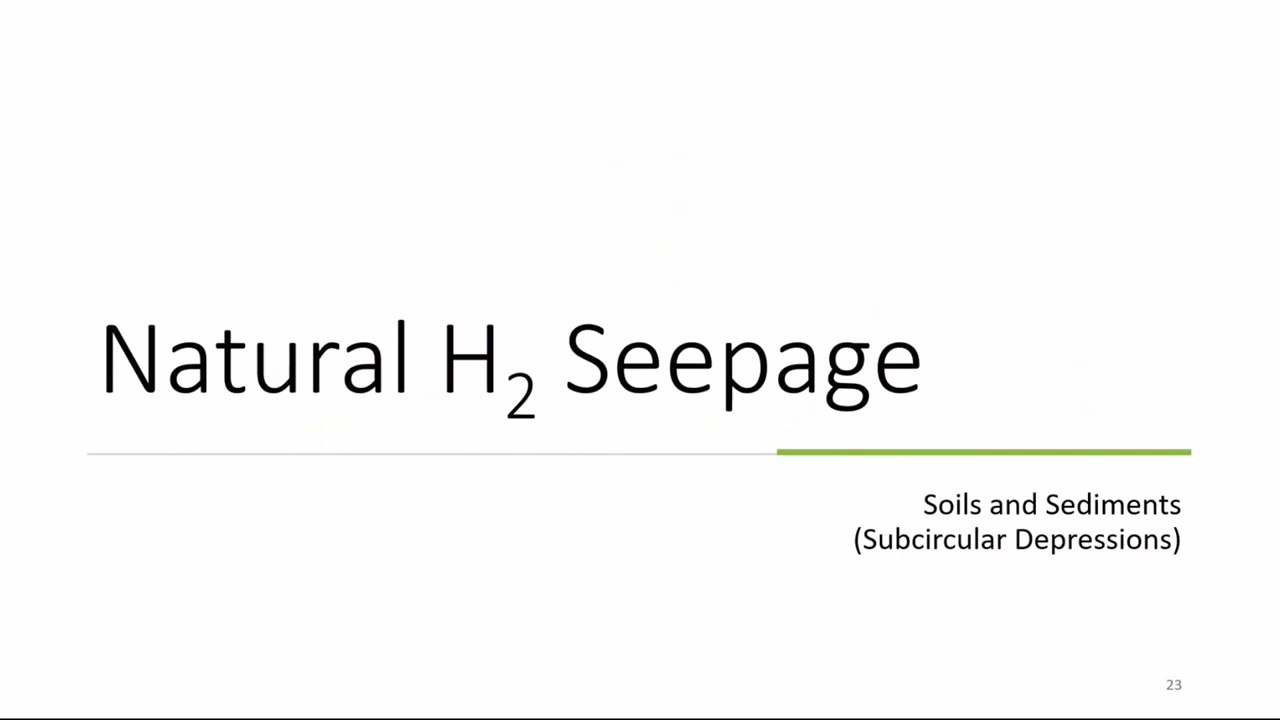 Natural H₂ Seepage
Soils and Sediments
(Subcircular Depressions)
23